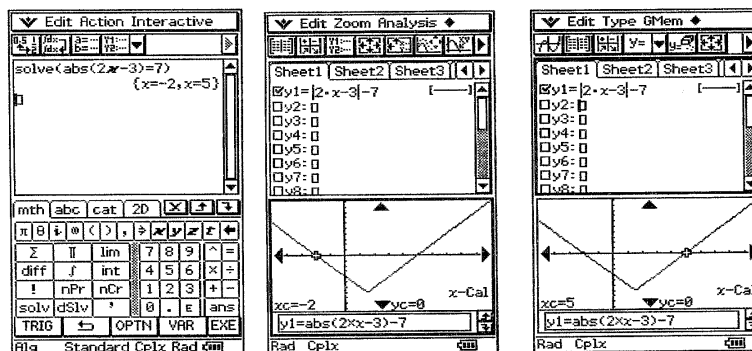 Edit Action Interactive
solve(abs(2x-3)=7)
{x=-2,x=5}
mth abc cat 2D
π θ i ∞ ( ) , ⇒ x y z t
Σ Π lim 7 8 9 ^ =
diff ∫ int 4 5 6 × ÷
! nPr nCr 1 2 3 + -
solv dSlv ' 0 . E ans
TRIG OPTN VAR EXE
Alg Standard Cplx Rad
Edit Zoom Analysis
Sheet1 Sheet2 Sheet3
y1=|2·x-3|-7
y2:
y3:
y4:
y5:
y6:
y7:
y8:
xc=-2 yc=0
x-Cal
y1=abs(2×x-3)-7
Rad Cplx
Edit Type GMem
y=
Sheet1 Sheet2 Sheet3
y1=|2·x-3|-7
y2:
y3:
y4:
y5:
y6:
y7:
y8:
x-Cal
xc=5 yc=0
y1=abs(2×x-3)-7
Rad Cplx